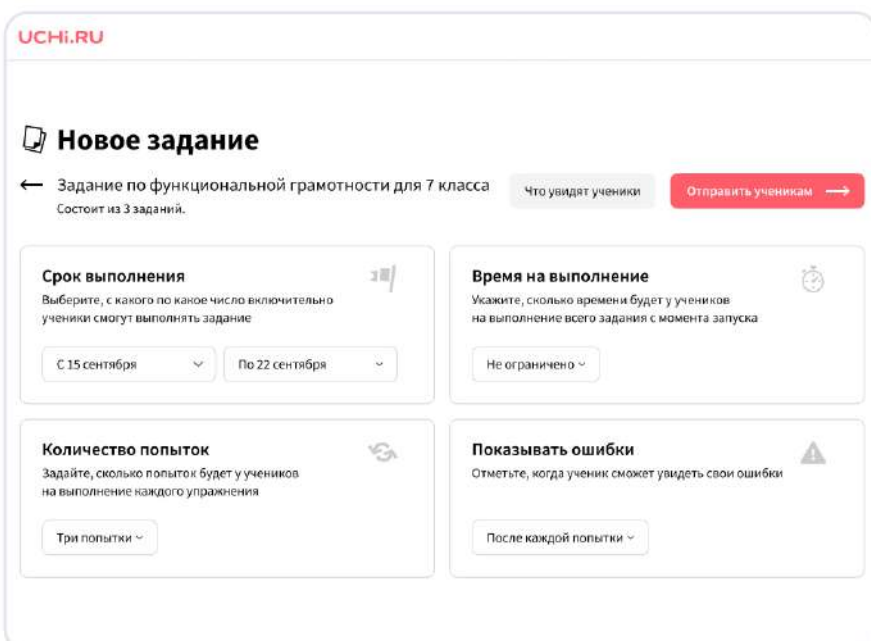 UCHi.RU
Новое задание
Задание по функциональной грамотности для 7 класса
Состоит из 3 заданий.
Что увидят ученики
Отправить ученикам
Срок выполнения
Выберите, с какого по какое число включительно
ученики смогут выполнять задание
С 15 сентября
По 22 сентября
Время на выполнение
Укажите, сколько времени будет у учеников
на выполнение всего задания с момента запуска
Не ограничено
Количество попыток
Задайте, сколько попыток будет у учеников
на выполнение каждого упражнения
Три попытки
Показывать ошибки
Отметьте, когда ученик сможет увидеть свои ошибки
После каждой попытки